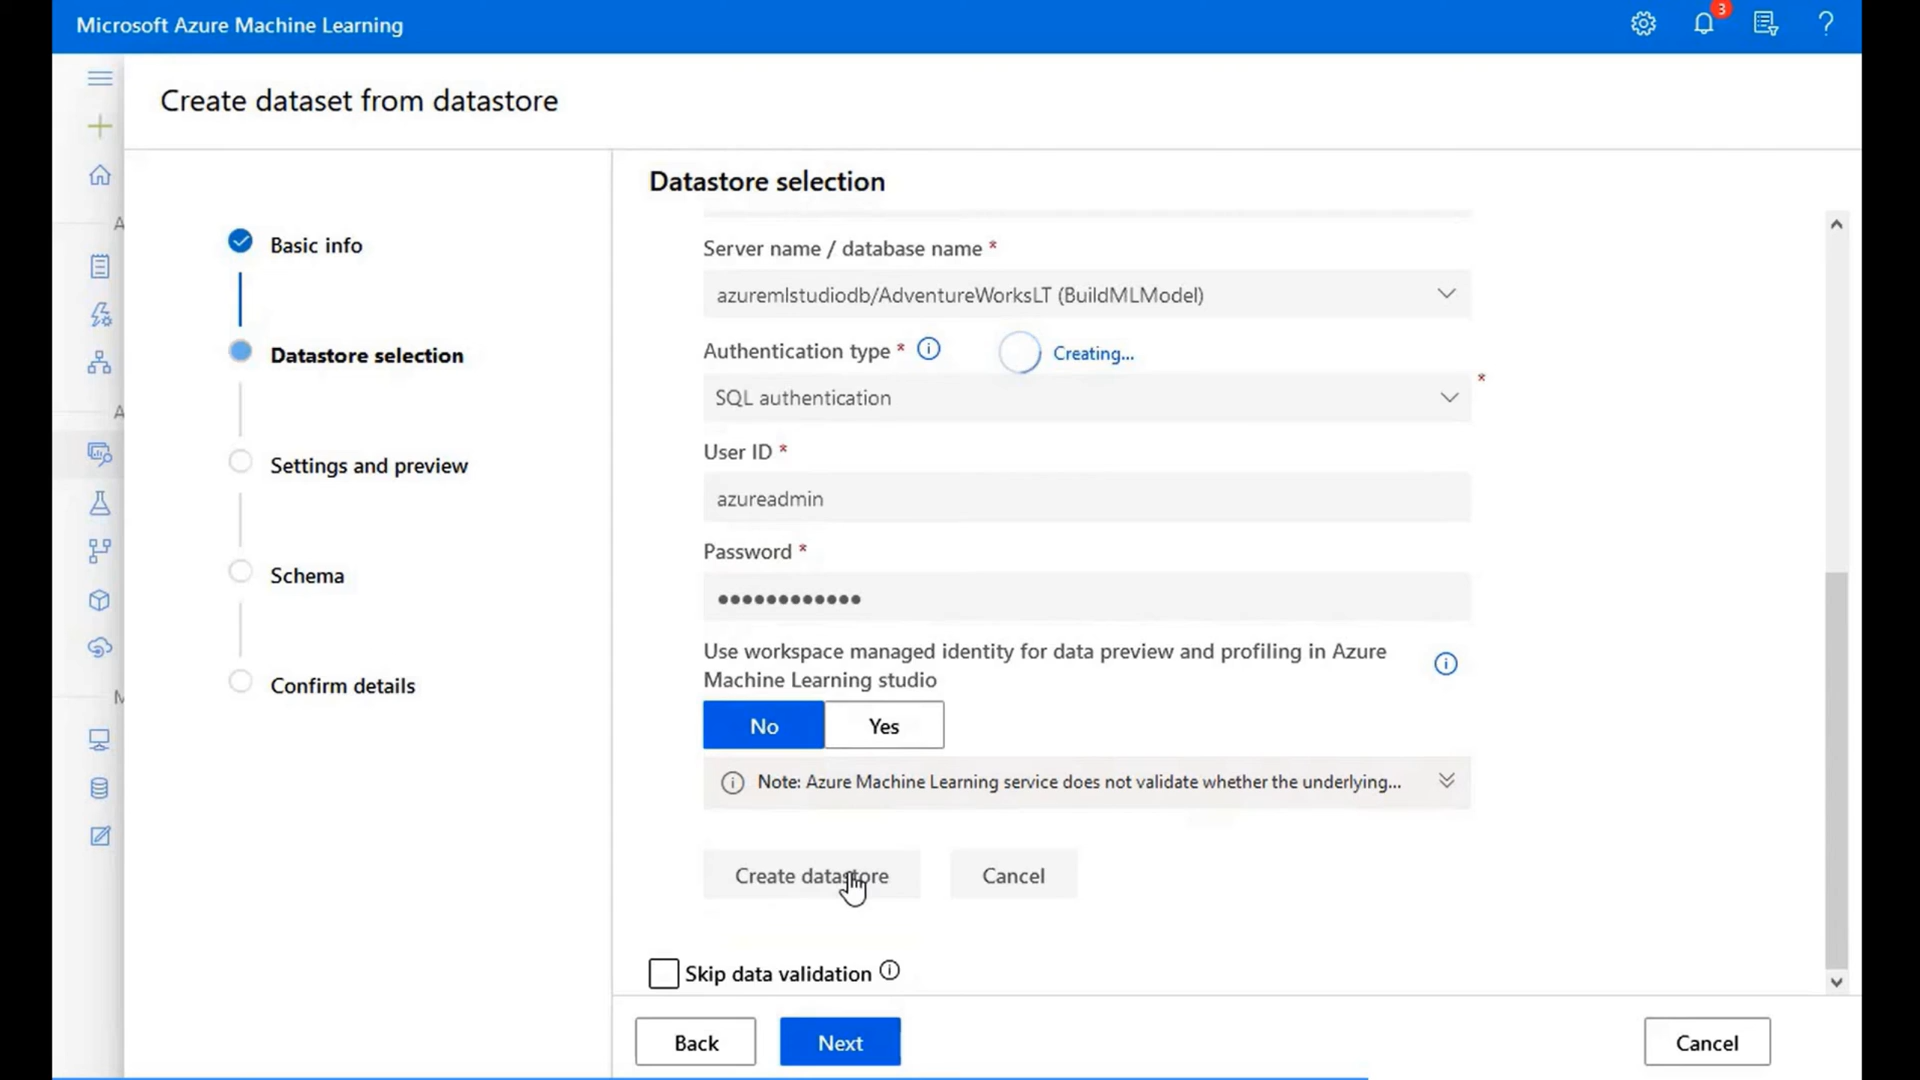 Microsoft Azure Machine Learning
3
Create dataset from datastore
Basic info
Datastore selection
Settings and preview
Schema
Confirm details
Datastore selection
Server name / database name *
azuremlstudiodb/AdventureWorksLT (BuildMLModel)
Authentication type *
Creating...
SQL authentication
*
User ID *
azureadmin
Password *
••••••••••••
Use workspace managed identity for data preview and profiling in Azure
Machine Learning studio
No
Yes
Note: Azure Machine Learning service does not validate whether the underlying...
Create datastore
Cancel
Skip data validation
Back
Next
Cancel